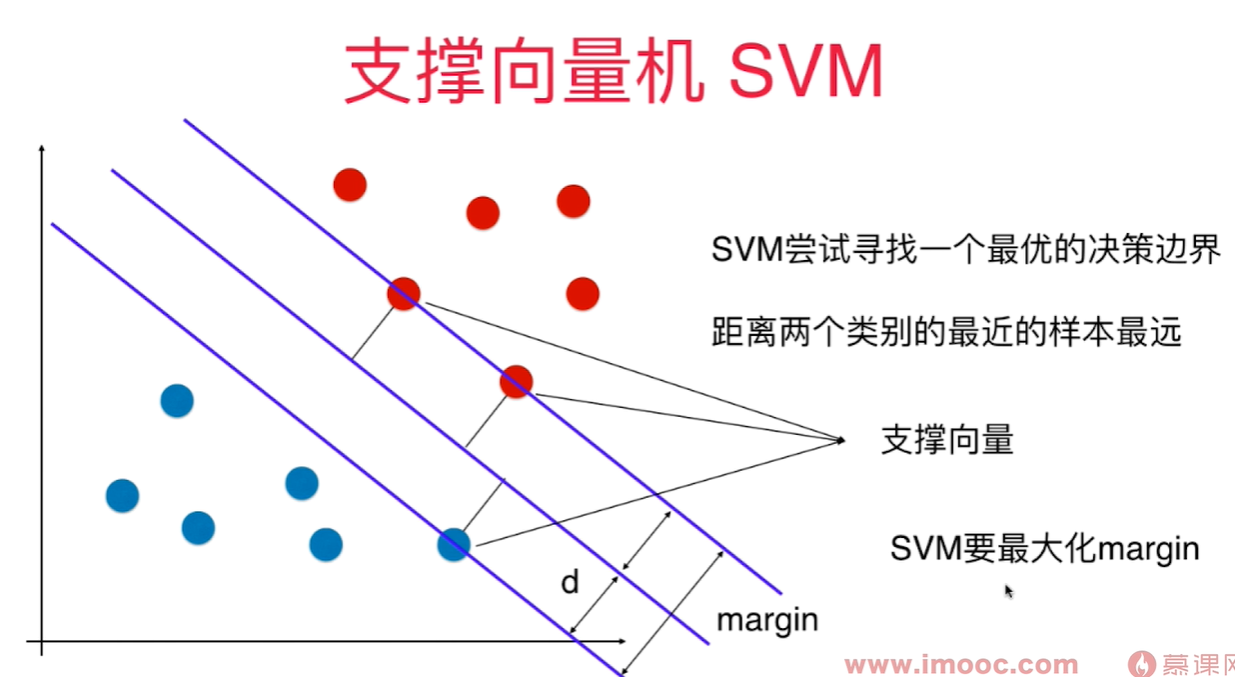 支撑向量机 SVM
SVM尝试寻找一个最优的决策边界
距离两个类别的最近的样本最远
支撑向量
SVM要最大化margin
d
margin
www.imooc.com
慕课网